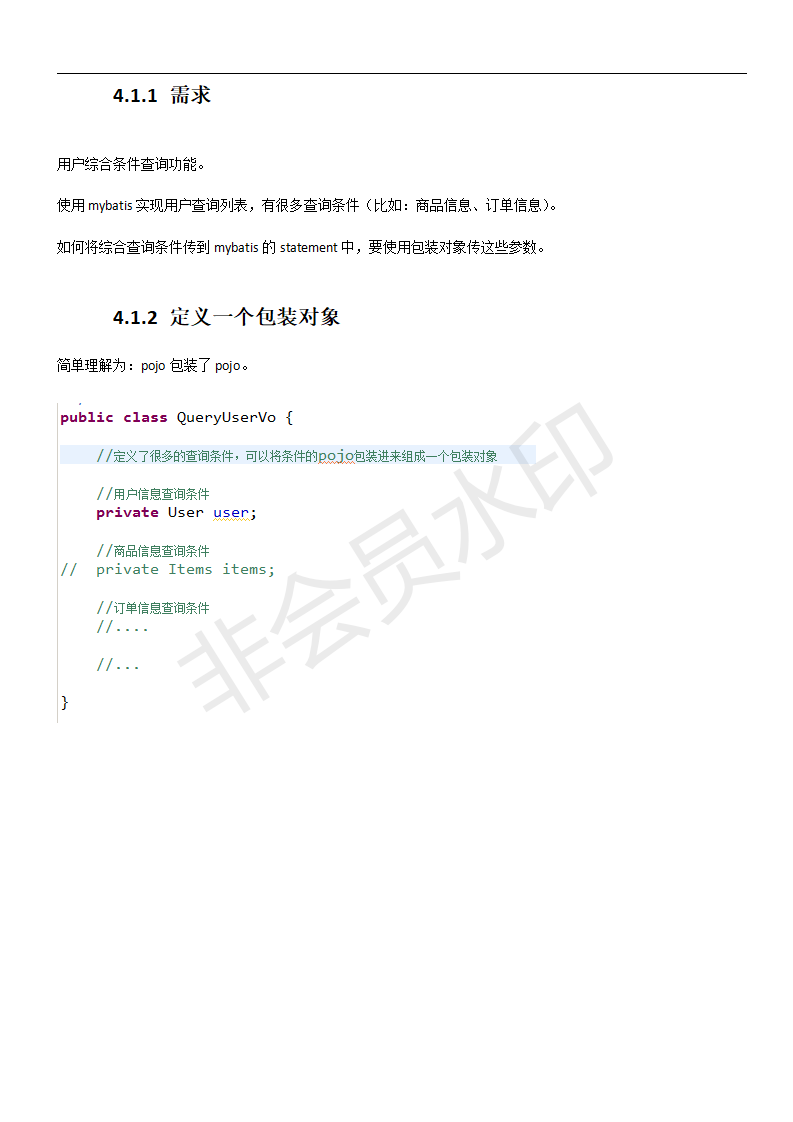 4.1.1 需求
用户综合条件查询功能。
使用 mybatis 实现用户查询列表，有很多查询条件（比如：商品信息、订单信息）。
如何将综合查询条件传到 mybatis 的 statement 中，要使用包装对象传这些参数。
4.1.2 定义一个包装对象
简单理解为：pojo 包装了 pojo。
public class QueryUserVo {
//定义了很多的查询条件，可以将条件的pojo包装进来组成一个包装对象
//用户信息查询条件
private User user;
//商品信息查询条件
// private Items items;
//订单信息查询条件
//....
//...
}
非会员水印